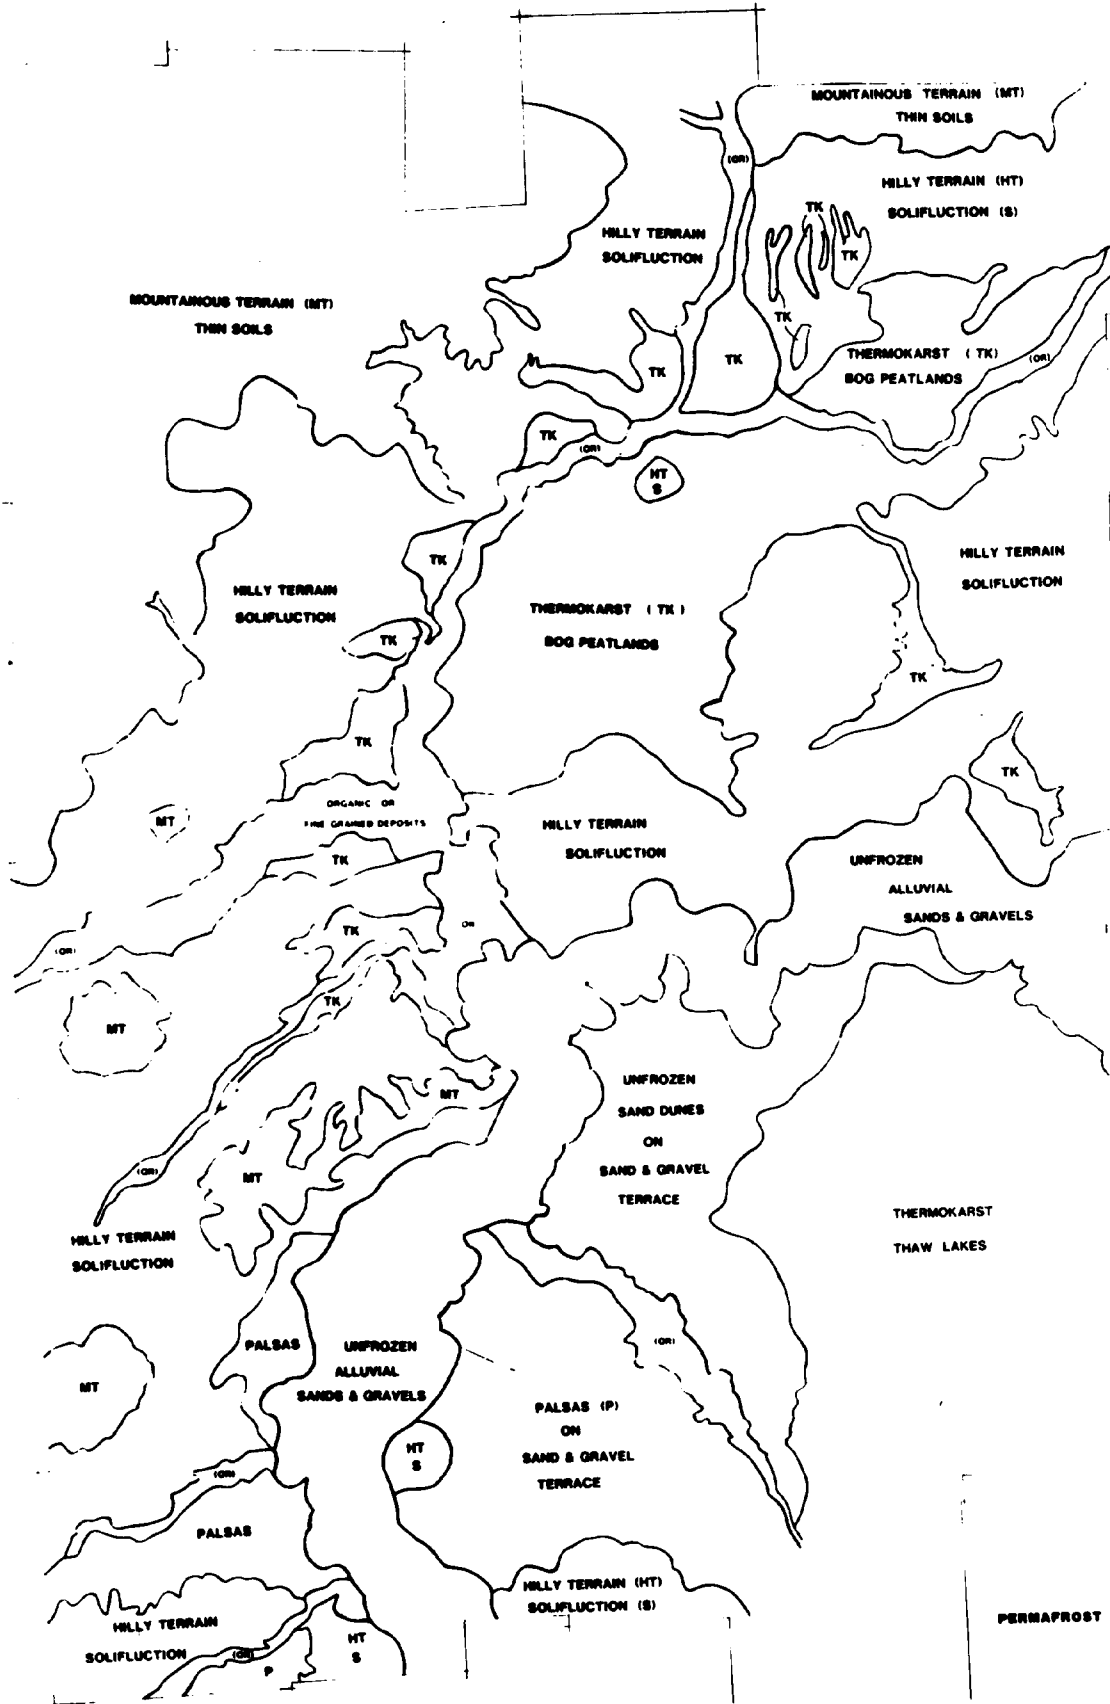 MOUNTAINOUS TERRAIN (MT)
THIN SOILS
(OR)
HILLY TERRAIN (HT)
SOLIFLUCTION (S)
TK
HILLY TERRAIN
SOLIFLUCTION
TK
MOUNTAINOUS TERRAIN (MT)
THIN SOILS
TK
THERMOKARST (TK)
BOG PEATLANDS
(OR)
TK
TK
TK
(OR)
HT
S
HILLY TERRAIN
SOLIFLUCTION
TK
HILLY TERRAIN
SOLIFLUCTION
THERMOKARST (TK)
BOG PEATLANDS
TK
TK
TK
TK
MT
ORGANIC OR
FINE GRAINED DEPOSITS
HILLY TERRAIN
SOLIFLUCTION
TK
UNFROZEN
ALLUVIAL
SANDS & GRAVELS
TK
OR
(OR)
TK
MT
UNFROZEN
SAND DUNES
ON
SAND & GRAVEL
TERRACE
MT
MT
(OR)
THERMOKARST
THAW LAKES
HILLY TERRAIN
SOLIFLUCTION
PALSAS
UNFROZEN
ALLUVIAL
SANDS & GRAVELS
(OR)
MT
PALSAS (P)
ON
SAND & GRAVEL
TERRACE
HT
S
(OR)
PALSAS
HILLY TERRAIN (HT)
SOLIFLUCTION (S)
HILLY TERRAIN
SOLIFLUCTION
(OR)
P
HT
S
PERMAFROST